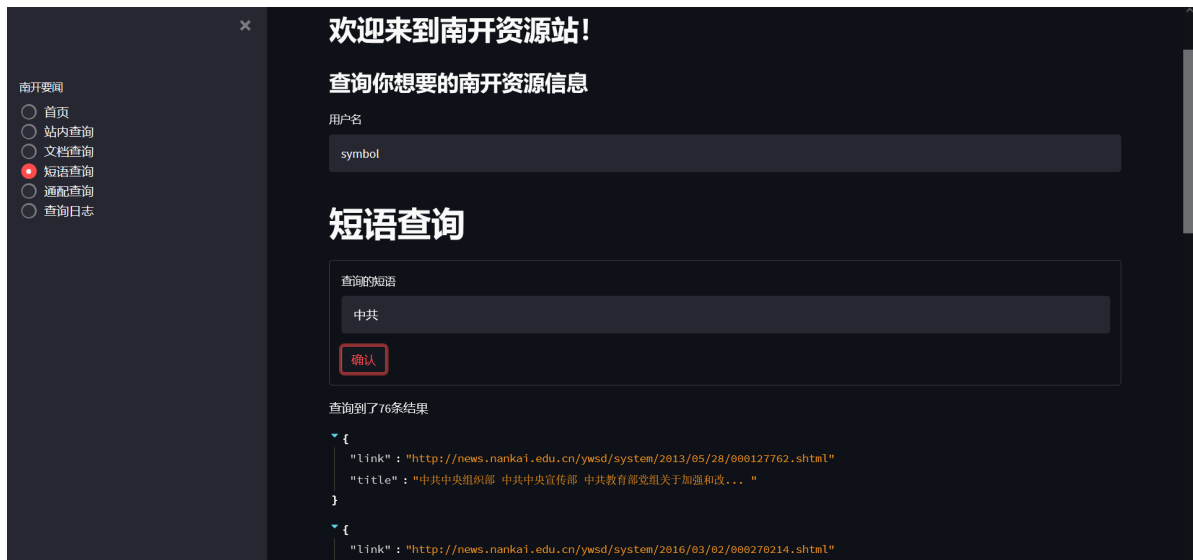 ×
南开要闻
首页
站内查询
文档查询
短语查询
通配查询
查询日志
欢迎来到南开资源站！
查询你想要的南开资源信息
用户名
symbol
短语查询
查询的短语
中共
确认
查询到了76条结果
{
"link" : "http://news.nankai.edu.cn/ywsd/system/2013/05/28/000127762.shtml"
"title" : "中共中央组织部 中共中央宣传部 中共教育部党组关于加强和改... "
}
{
"link" : "http://news.nankai.edu.cn/ywsd/system/2016/03/02/000270214.shtml"